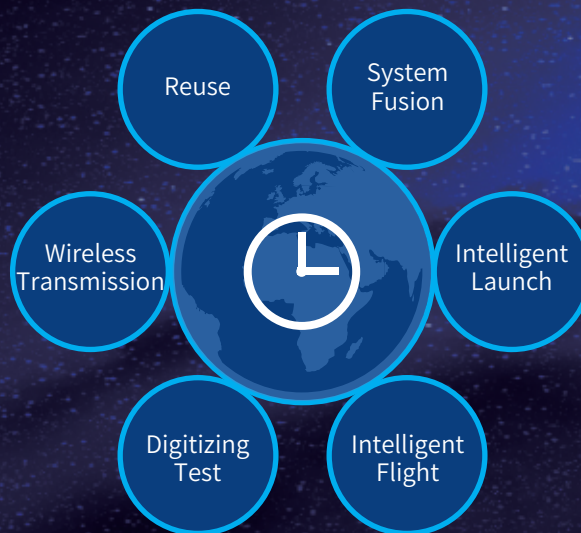 Reuse
System
Fusion
Wireless
Transmission
Intelligent
Launch
Digitizing
Test
Intelligent
Flight